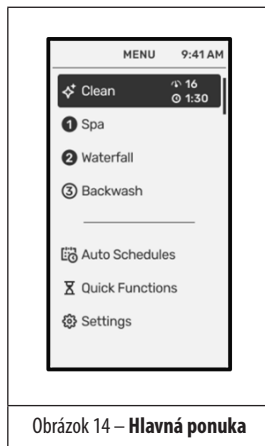 MENU 9:41 AM
Clean 16
1:30
1 Spa
2 Waterfall
3 Backwash
Auto Schedules
Quick Functions
Settings
Obrázok 14 – Hlavná ponuka